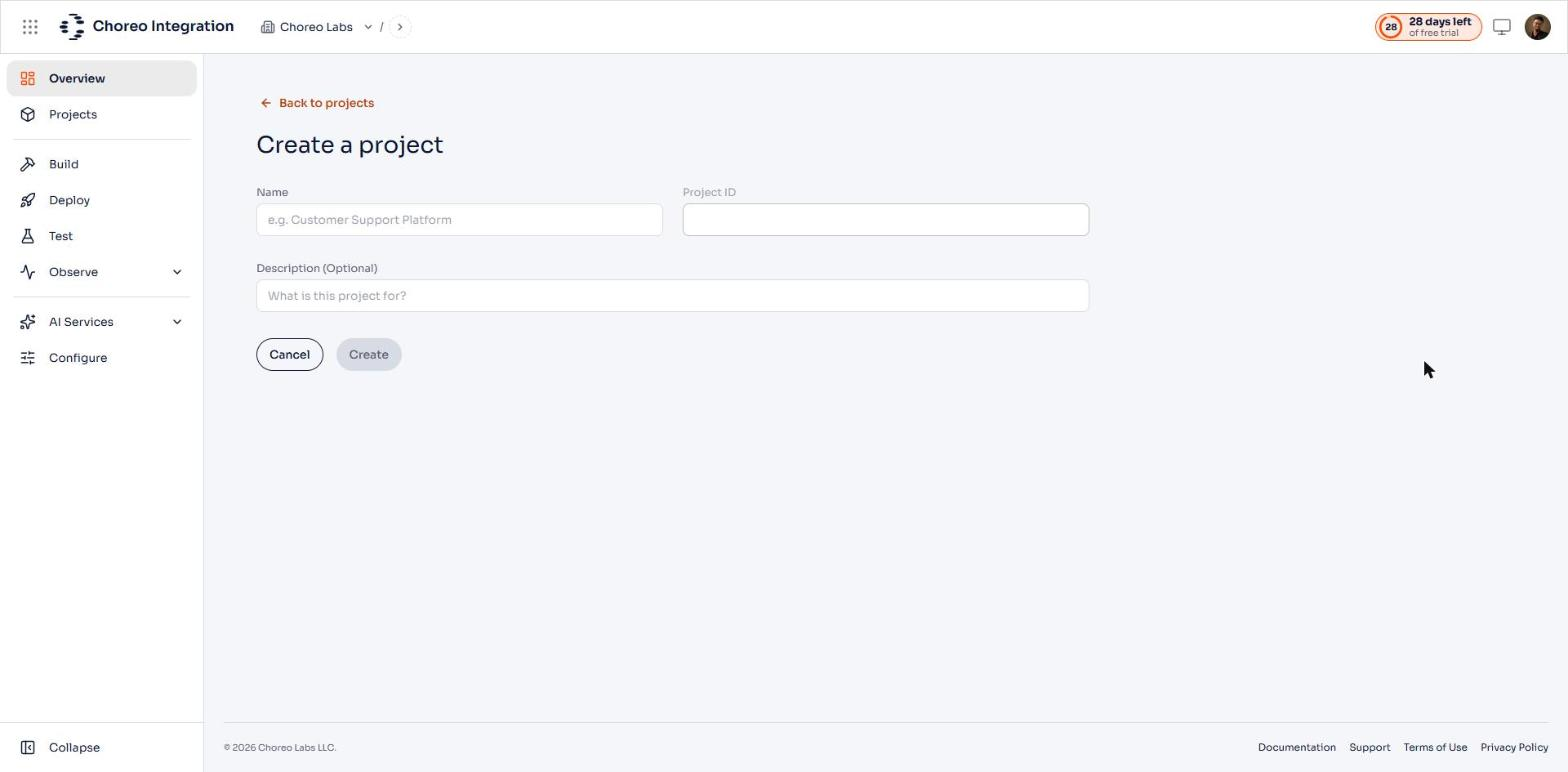 Choreo Integration
Choreo Labs
/
28
28 days left
of free trial
Overview
Projects
Build
Deploy
Test
Observe
AI Services
Configure
Collapse
Back to projects
Create a project
Name
Project ID
e.g. Customer Support Platform
Description (Optional)
What is this project for?
Cancel
Create
© 2026 Choreo Labs LLC.
Documentation
Support
Terms of Use
Privacy Policy